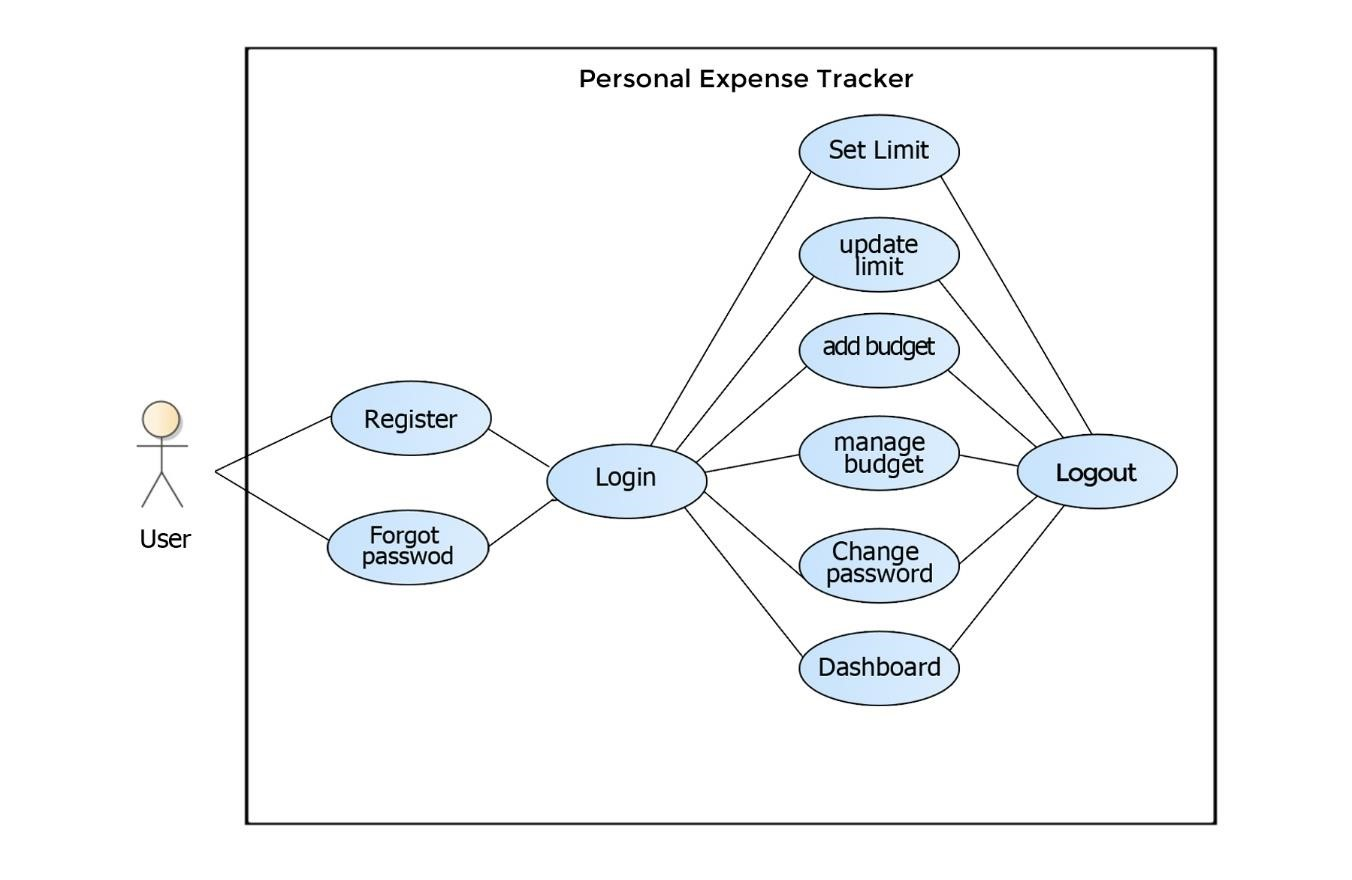 Personal Expense Tracker
Set Limit
update
limit
add budget
manage
budget
Change
password
Dashboard
Register
Forgot
passwod
Login
Logout
User